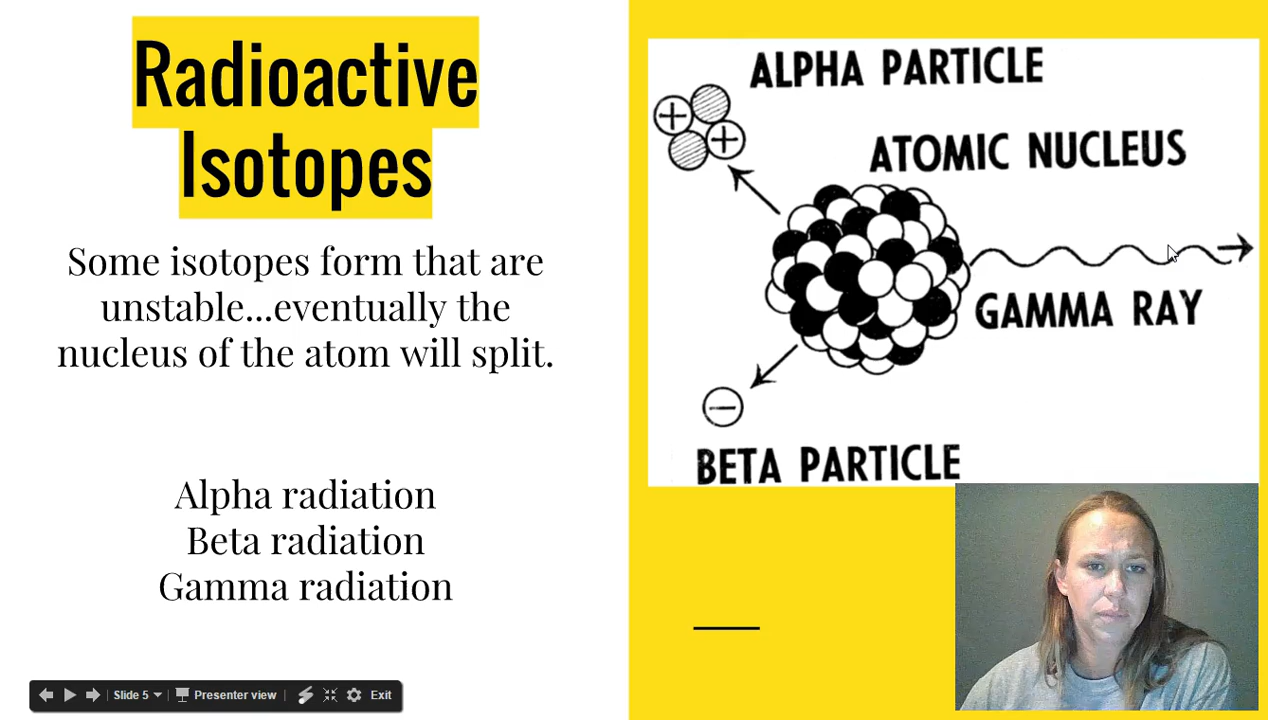 Radioactive
Isotopes
Some isotopes form that are
unstable...eventually the
nucleus of the atom will split.
Alpha radiation
Beta radiation
Gamma radiation
ALPHA PARTICLE
ATOMIC NUCLEUS
GAMMA RAY
BETA PARTICLE
Slide 5 Presenter view Exit